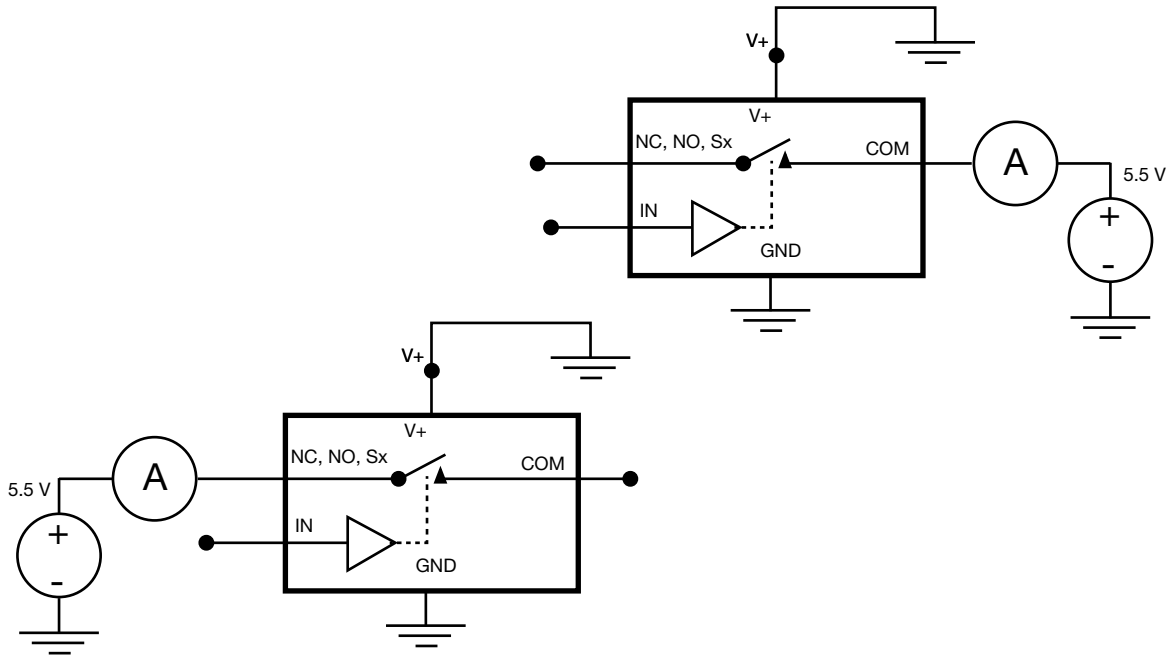 V+
V+
NC, NO, Sx
COM
A
5.5 V
+
-
IN
GND
V+
V+
NC, NO, Sx
COM
A
5.5 V
+
-
IN
GND